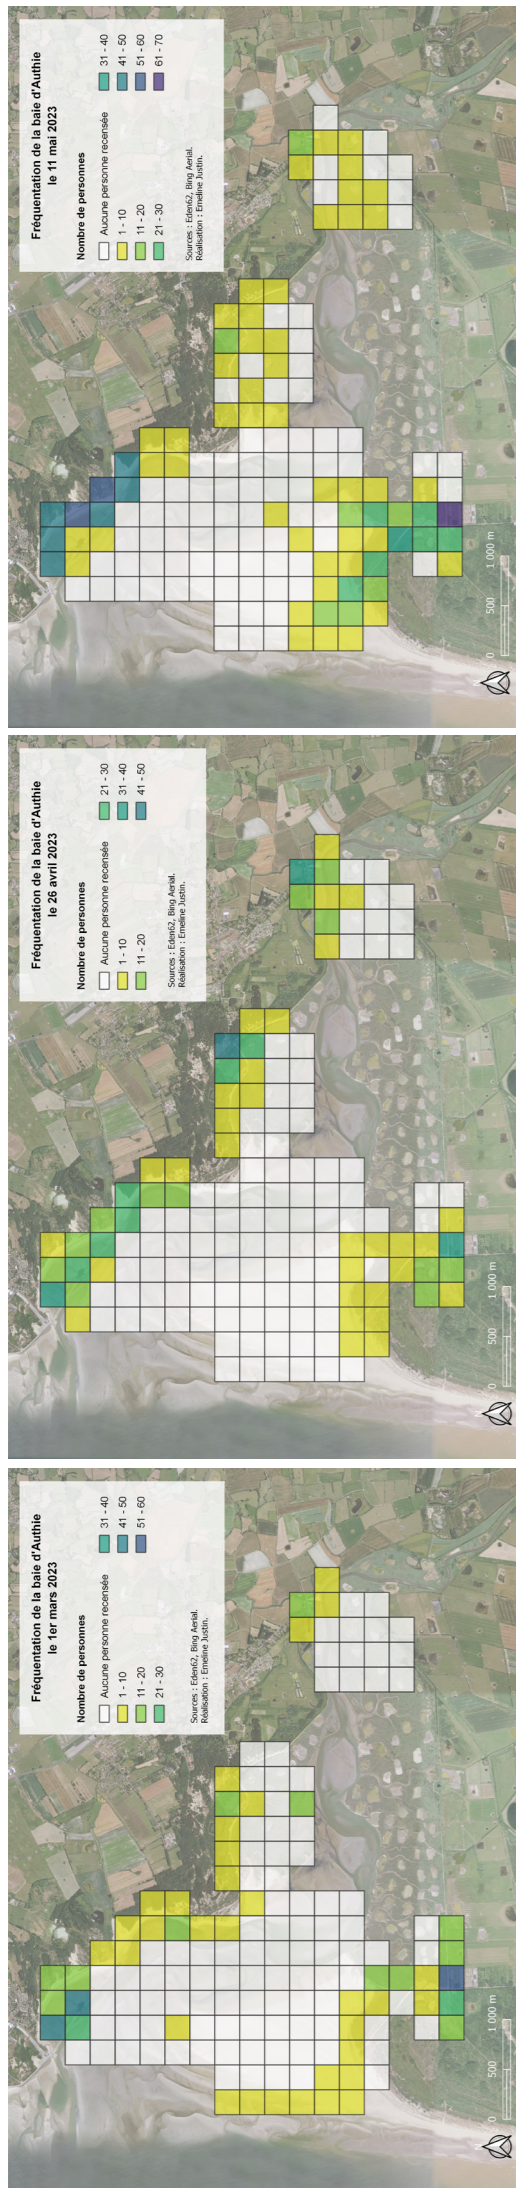 Fréquentation de la baie d'Authie
le 1er mars 2023
Nombre de personnes
Aucune personne recensée
1 - 10
11 - 20
21 - 30
31 - 40
41 - 50
51 - 60
Sources : Eden62, Bing Aerial.
Réalisation : Emeline Justin.
0 500 1 000 m
Fréquentation de la baie d'Authie
le 26 avril 2023
Nombre de personnes
Aucune personne recensée
1 - 10
11 - 20
21 - 30
31 - 40
41 - 50
Sources : Eden62, Bing Aerial.
Réalisation : Emeline Justin.
0 500 1 000 m
Fréquentation de la baie d'Authie
le 11 mai 2023
Nombre de personnes
Aucune personne recensée
1 - 10
11 - 20
21 - 30
31 - 40
41 - 50
51 - 60
61 - 70
Sources : Eden62, Bing Aerial.
Réalisation : Emeline Justin.
0 500 1 000 m